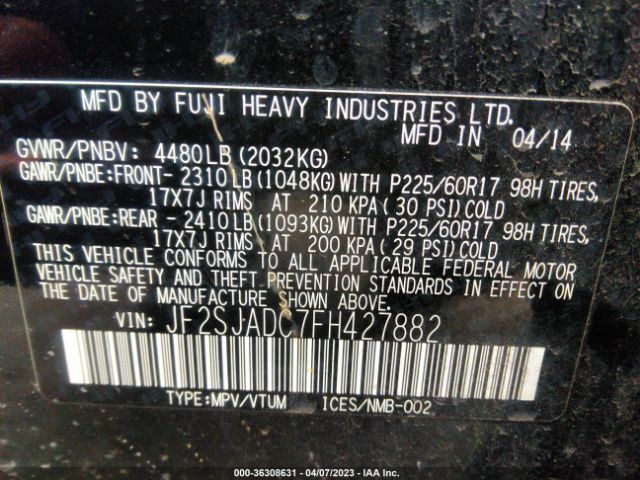 MFD BY FUJI HEAVY INDUSTRIES LTD.
MFD IN 04/14
GVWR/PNBV: 4480LB(2032KG)
GAWR/PNBE:FRONT- 2310LB(1048KG)WITH P225/60R17 98H TIRES,
17X7J RIMS AT 210 KPA(30 PSI)COLD
GAWR/PNBE:REAR - 2410LB(1093KG)WITH P225/60R17 98H TIRES,
17X7J RIMS AT 200 KPA(29 PSI)COLD
THIS VEHICLE CONFORMS TO ALL APPLICABLE FEDERAL MOTOR
VEHICLE SAFETY AND THEFT PREVENTION STANDARDS IN EFFECT ON
THE DATE OF MANUFACTURE SHOWN ABOVE.
VIN: JF2SJADC7FH427882
TYPE:MPV/VTUM ICES/NMB-002
000-36308631 - 04/07/2023 - IAA Inc.